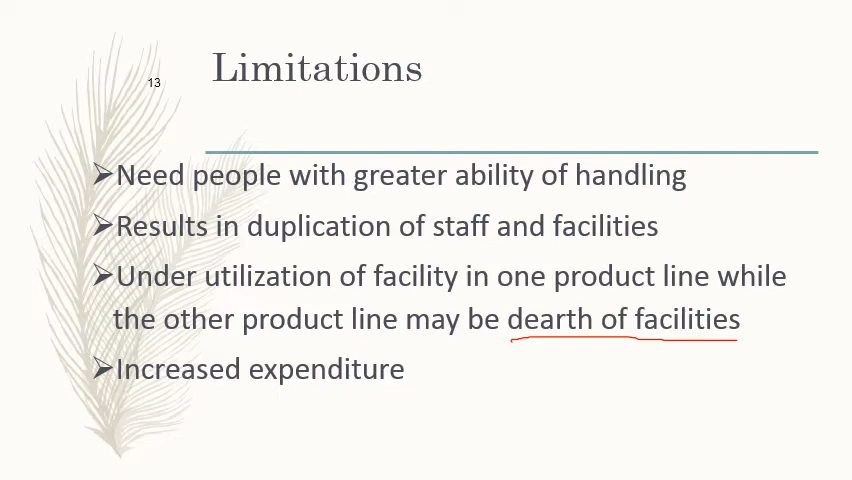 13
Limitations
➢Need people with greater ability of handling
➢Results in duplication of staff and facilities
➢Under utilization of facility in one product line while
the other product line may be dearth of facilities
➢Increased expenditure